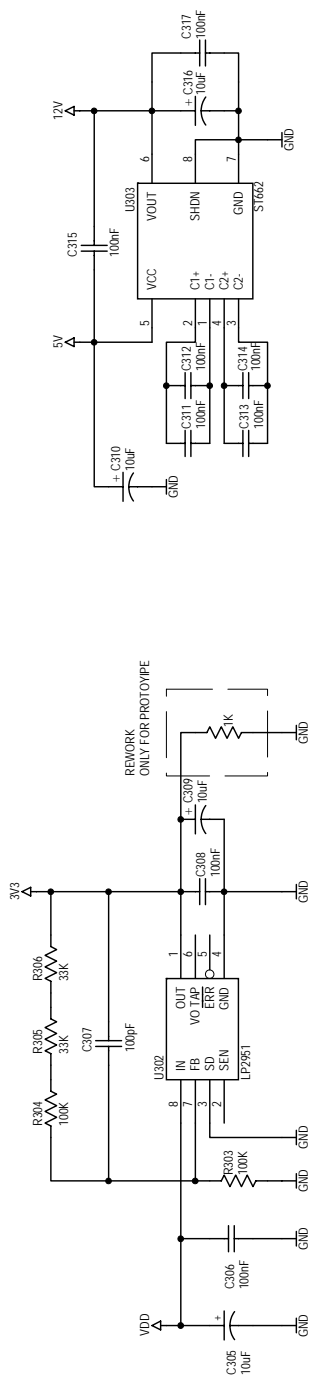 VDD
C305
10uF
+
GND
C306
100nF
GND
R303
100K
GND
GND
R304
100K
R305
33K
R306
33K
C307
100pF
3V3
U302
8
IN
7
FB
3
SD
2
SEN
OUT
1
VO TAP
6
ERR
5
GND
4
LP2951
C308
100nF
GND
+
C309
10uF
REWORK
ONLY FOR PROTOYIPE
1K
GND
+
C310
10uF
GND
5V
C315
100nF
12V
C311
100nF
C312
100nF
C313
100nF
C314
100nF
U303
5
VCC
2
C1+
1
C1-
4
C2+
3
C2-
VOUT
6
SHDN
8
GND
7
ST662
+
C316
10uF
C317
100nF
GND